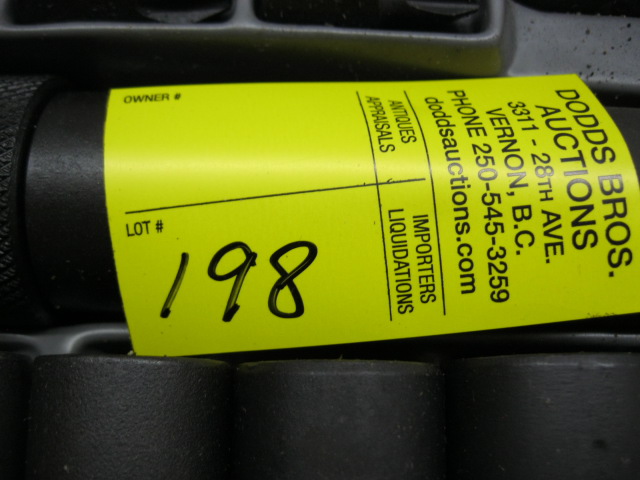 OWNER #
LOT #
198
ANTIQUES
APPRAISALS
IMPORTERS
LIQUIDATIONS
DODDS BROS.
AUCTIONS
3311 - 28TH AVE.
VERNON, B.C.
PHONE 250-545-3259
doddsauctions.com